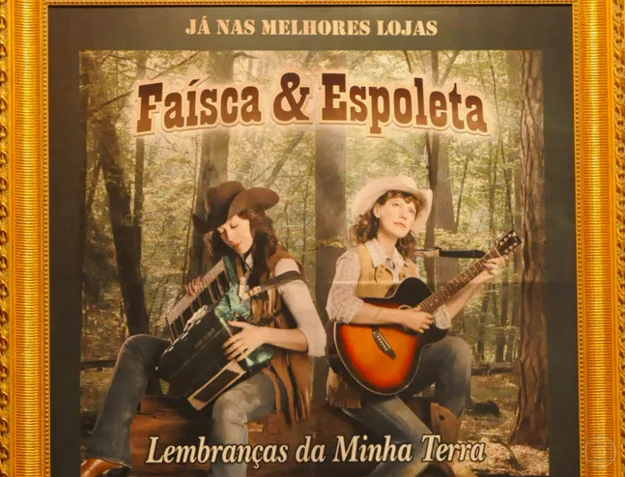 JÁ NAS MELHORES LOJAS
Faísca & Espoleta
Lembranças da Minha Terra